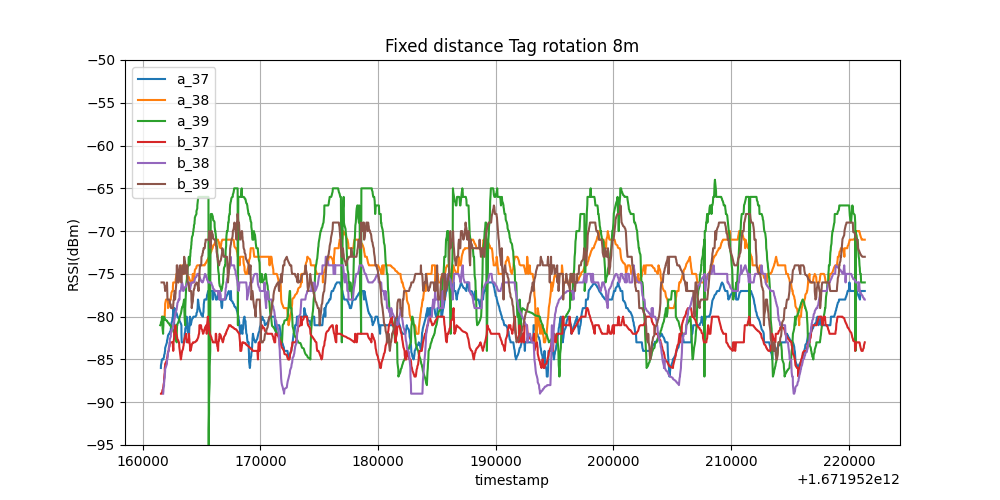 Fixed distance Tag rotation 8m
RSSI(dBm)
−50
−55
−60
−65
−70
−75
−80
−85
−90
−95
a_37
a_38
a_39
b_37
b_38
b_39
160000 170000 180000 190000 200000 210000 220000
timestamp
+1.671952e12